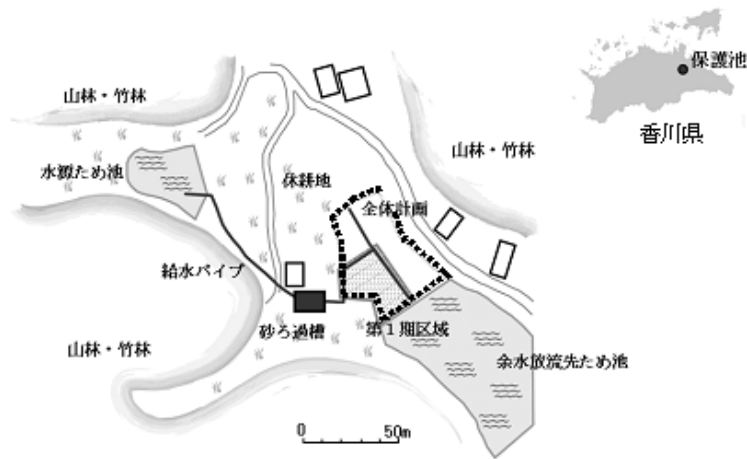 保護池
香川県
山林・竹林
山林・竹林
水源ため池
休耕地
全体計画
給水パイプ
砂ろ過槽
第１期区域
山林・竹林
余水放流先ため池
0 50m